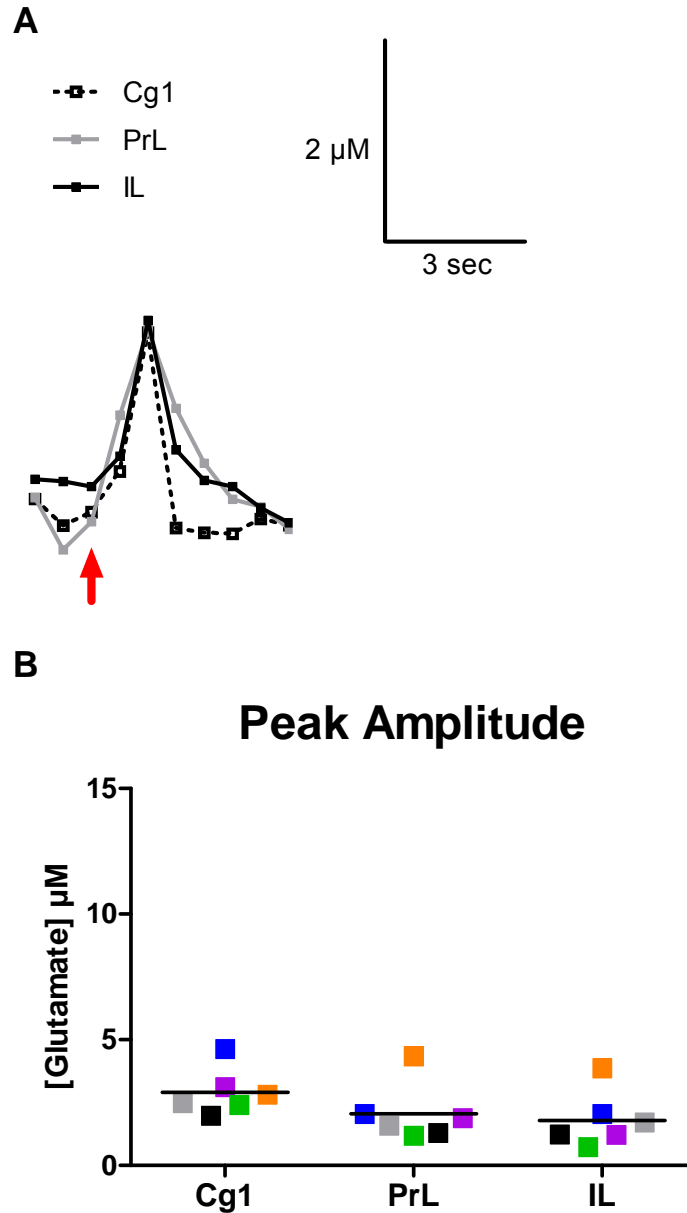 A
Cg1
PrL
IL
2 µM
3 sec
B
Peak Amplitude
[Glutamate] µM
15
10
5
0
Cg1 PrL IL